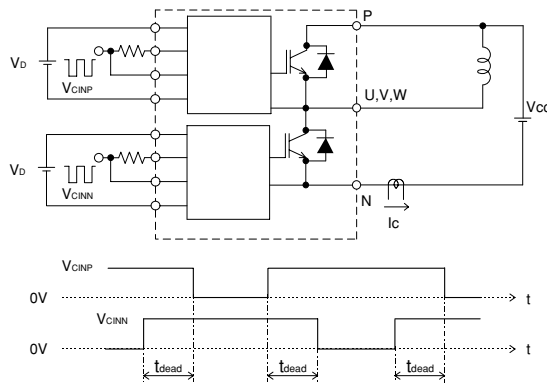 P
VD
VCINP
U,V,W
Vcc
VD
VCINN
N
Ic
VCINP
0V
t
VCINN
0V
t
tdead
tdead
tdead